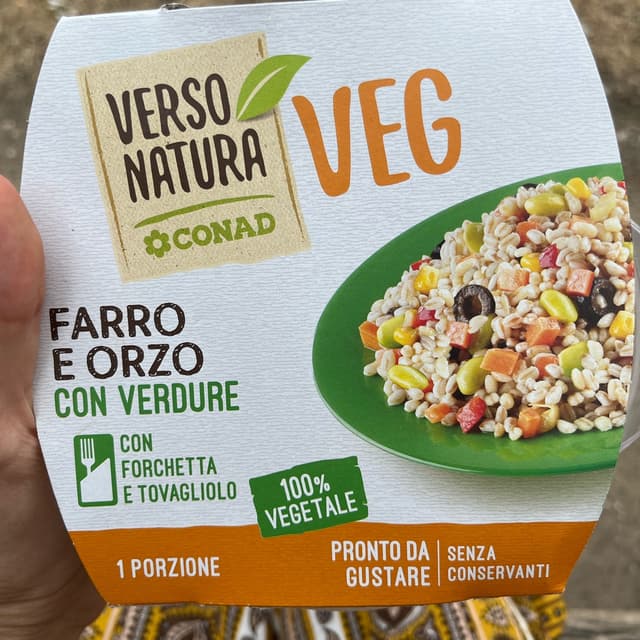 VERSO
NATURA
CONAD
VEG
FARRO
E ORZO
CON VERDURE
CON
FORCHETTA
E TOVAGLIOLO
100%
VEGETALE
1 PORZIONE
PRONTO DA
GUSTARE
SENZA
CONSERVANTI